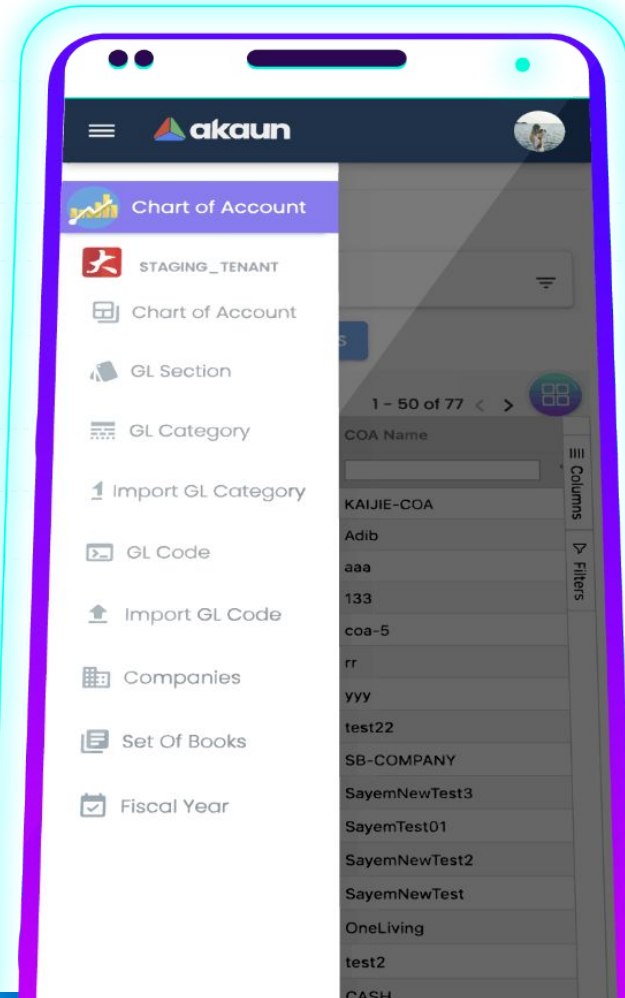 akaun
Chart of Account
STAGING_TENANT
Chart of Account
GL Section
GL Category
Import GL Category
GL Code
Import GL Code
Companies
Set Of Books
Fiscal Year
S
1 - 50 of 77
COA Name
KAIJIE-COA
Adib
aaa
133
coa-5
rr
yyy
test22
SB-COMPANY
SayemNewTest3
SayemTest01
SayemNewTest2
SayemNewTest
OneLiving
test2
CASH
Columns
Filters